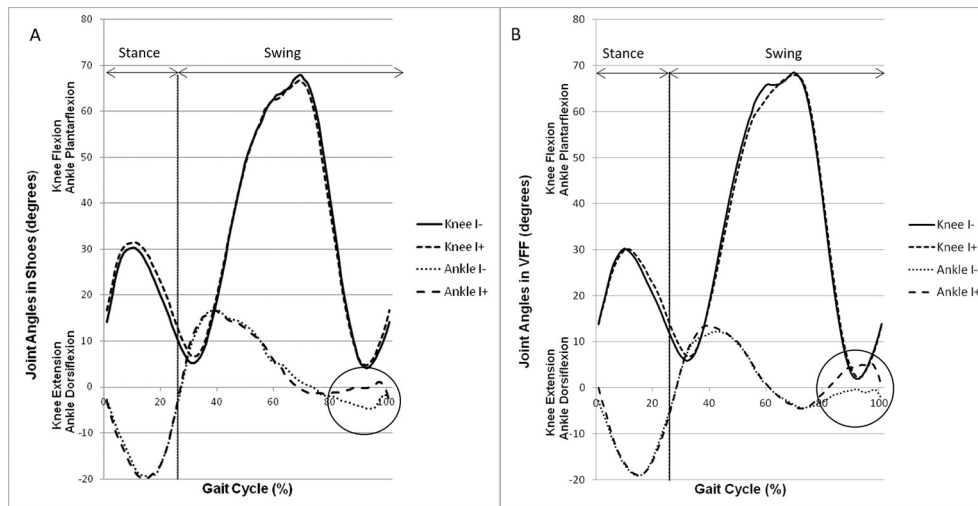 A
Stance
Swing
80
70
60
50
40
30
20
10
0
-10
-20
0
20
40
60
80
100
Joint Angles in Shoes (degrees)
Knee Flexion
Ankle Plantarflexion
Knee Extension
Ankle Dorsiflexion
Gait Cycle (%)
Knee I-
Knee I+
Ankle I-
Ankle I+
B
Stance
Swing
80
70
60
50
40
30
20
10
0
-10
-20
0
20
40
60
80
100
Joint Angles in VFF (degrees)
Knee Flexion
Ankle Plantarflexion
Knee Extension
Ankle Dorsiflexion
Gait Cycle (%)
Knee I-
Knee I+
Ankle I-
Ankle I+